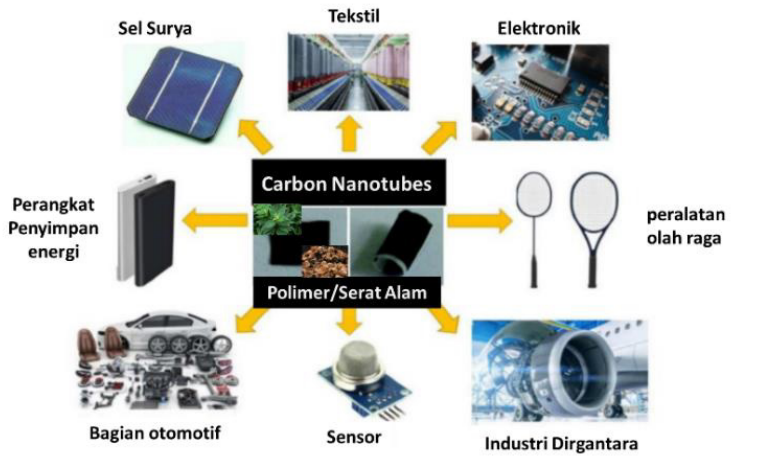 Sel Surya
Tekstil
Elektronik
Carbon Nanotubes
Perangkat
Penyimpan
energi
peralatan
olah raga
Polimer/Serat Alam
Bagian otomotif
Sensor
Industri Dirgantara